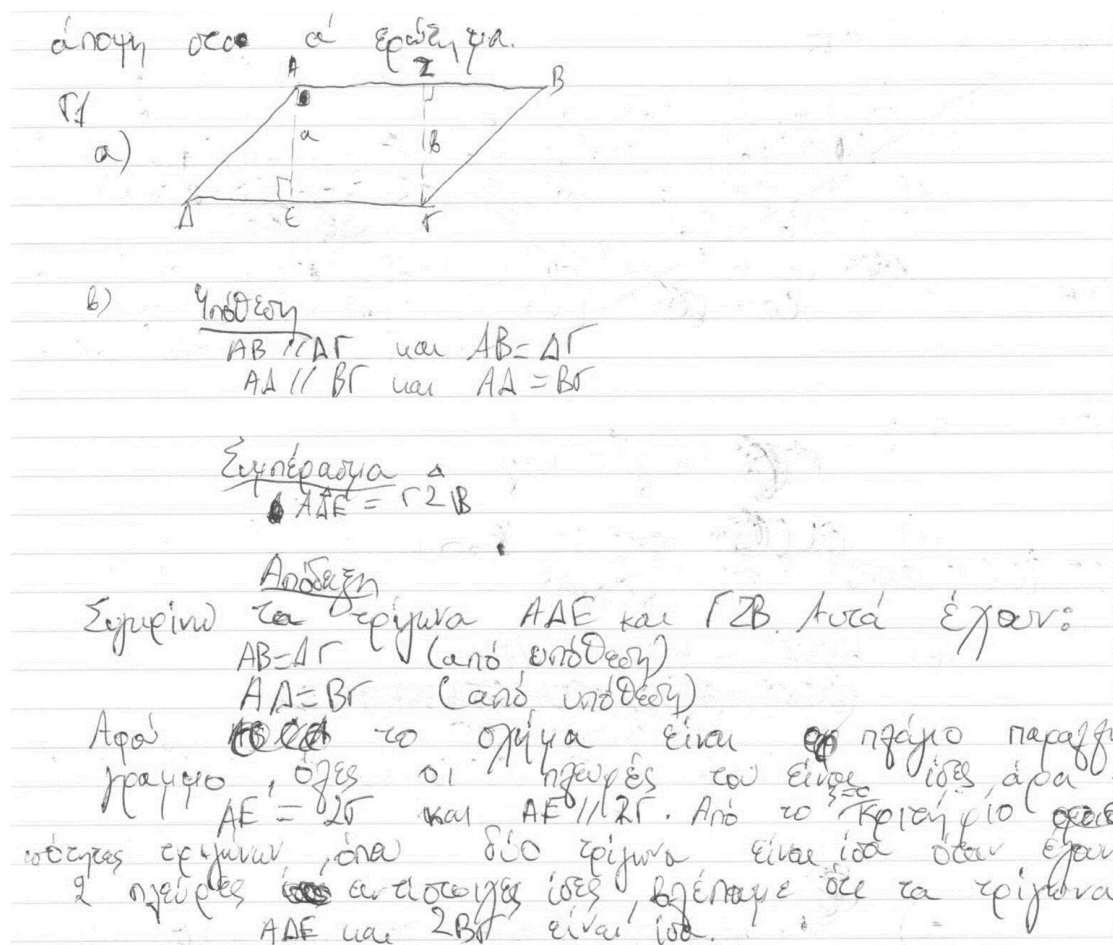 άποψη στο α' ερώτημα.
Γ1
α)
A Z B
α β
Δ Ε Γ
β) Υπόθεση
ΑΒ // ΔΓ και ΑΒ = ΔΓ
ΑΔ // ΒΓ και ΑΔ = ΒΓ
Συμπέρασμα
ΑΔΕ = ΓΖΒ
Απόδειξη
Συγκρίνω τα τρίγωνα ΑΔΕ και ΓΖΒ. Αυτά έχουν:
ΑΒ=ΔΓ (από υπόθεση)
ΑΔ=ΒΓ (από υπόθεση)
Αφού το σχήμα είναι πλάγιο παραλλη
γραμμο, όλες οι πλευρές του είναι ίσες άρα
ΑΕ = ΖΓ και ΑΕ // ΖΓ. Από το κριτήριο
ισότητας τριγώνων, όπου δύο τρίγωνα είναι ίσα όταν έχουν
2 πλευρές αντίστοιχες ίσες, βλέπουμε ότι τα τρίγωνα
ΑΔΕ και ΖΒΓ είναι ίσα.